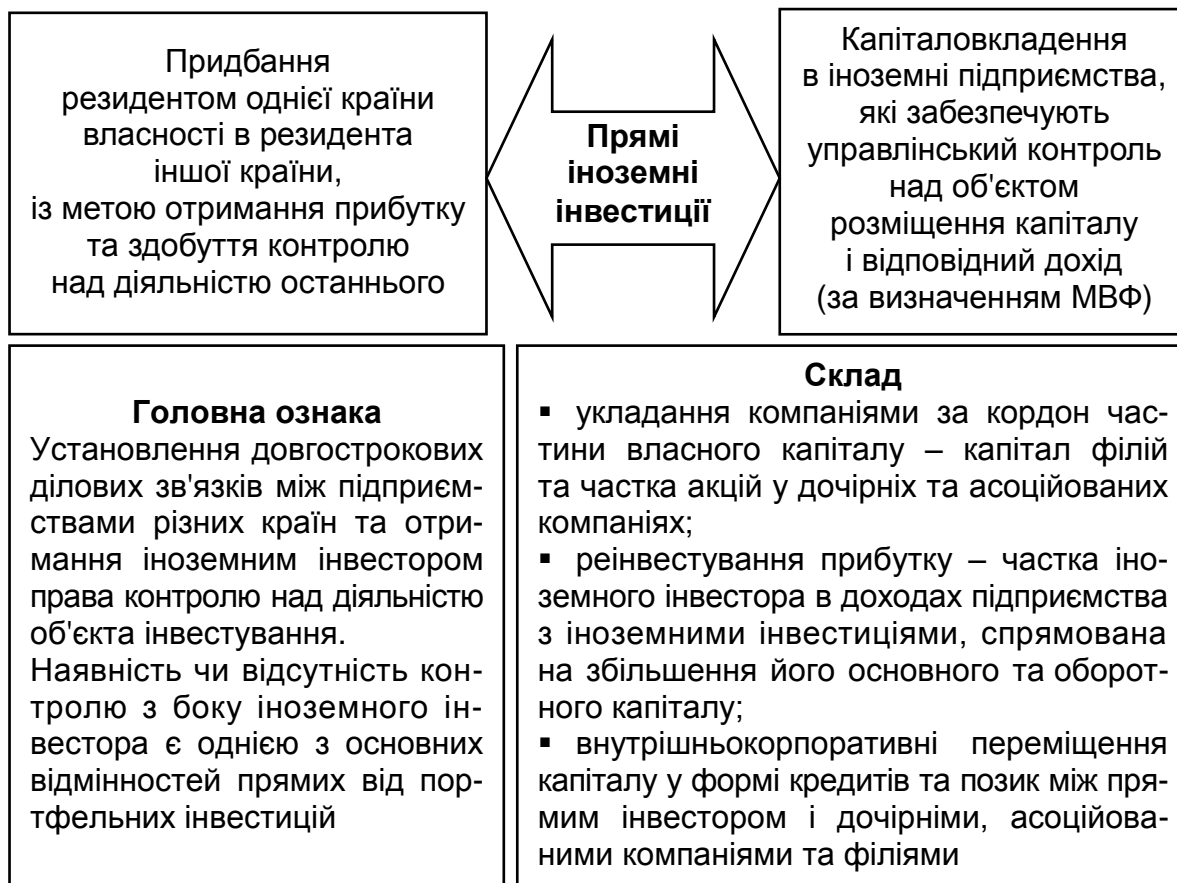 Придбання
резидентом однієї країни
власності в резидента
іншої країни,
із метою отримання прибутку
та здобуття контролю
над діяльністю останнього
Прямі
іноземні
інвестиції
Капіталовкладення
в іноземні підприємства,
які забезпечують
управлінський контроль
над об'єктом
розміщення капіталу
і відповідний дохід
(за визначенням МВФ)
Головна ознака
Установлення довгострокових
ділових зв'язків між підприєм-
ствами різних країн та отри-
мання іноземним інвестором
права контролю над діяльністю
об'єкта інвестування.
Наявність чи відсутність кон-
тролю з боку іноземного ін-
вестора є однією з основних
відмінностей прямих від пор-
тфельних інвестицій
Склад
▪ укладання компаніями за кордон час-
тини власного капіталу – капітал філій
та частка акцій у дочірніх та асоційованих
компаніях;
▪ реінвестування прибутку – частка іно-
земного інвестора в доходах підприємства
з іноземними інвестиціями, спрямована
на збільшення його основного та оборот-
ного капіталу;
▪ внутрішньокорпоративні переміщення
капіталу у формі кредитів та позик між пря-
мим інвестором і дочірніми, асоційова-
ними компаніями та філіями